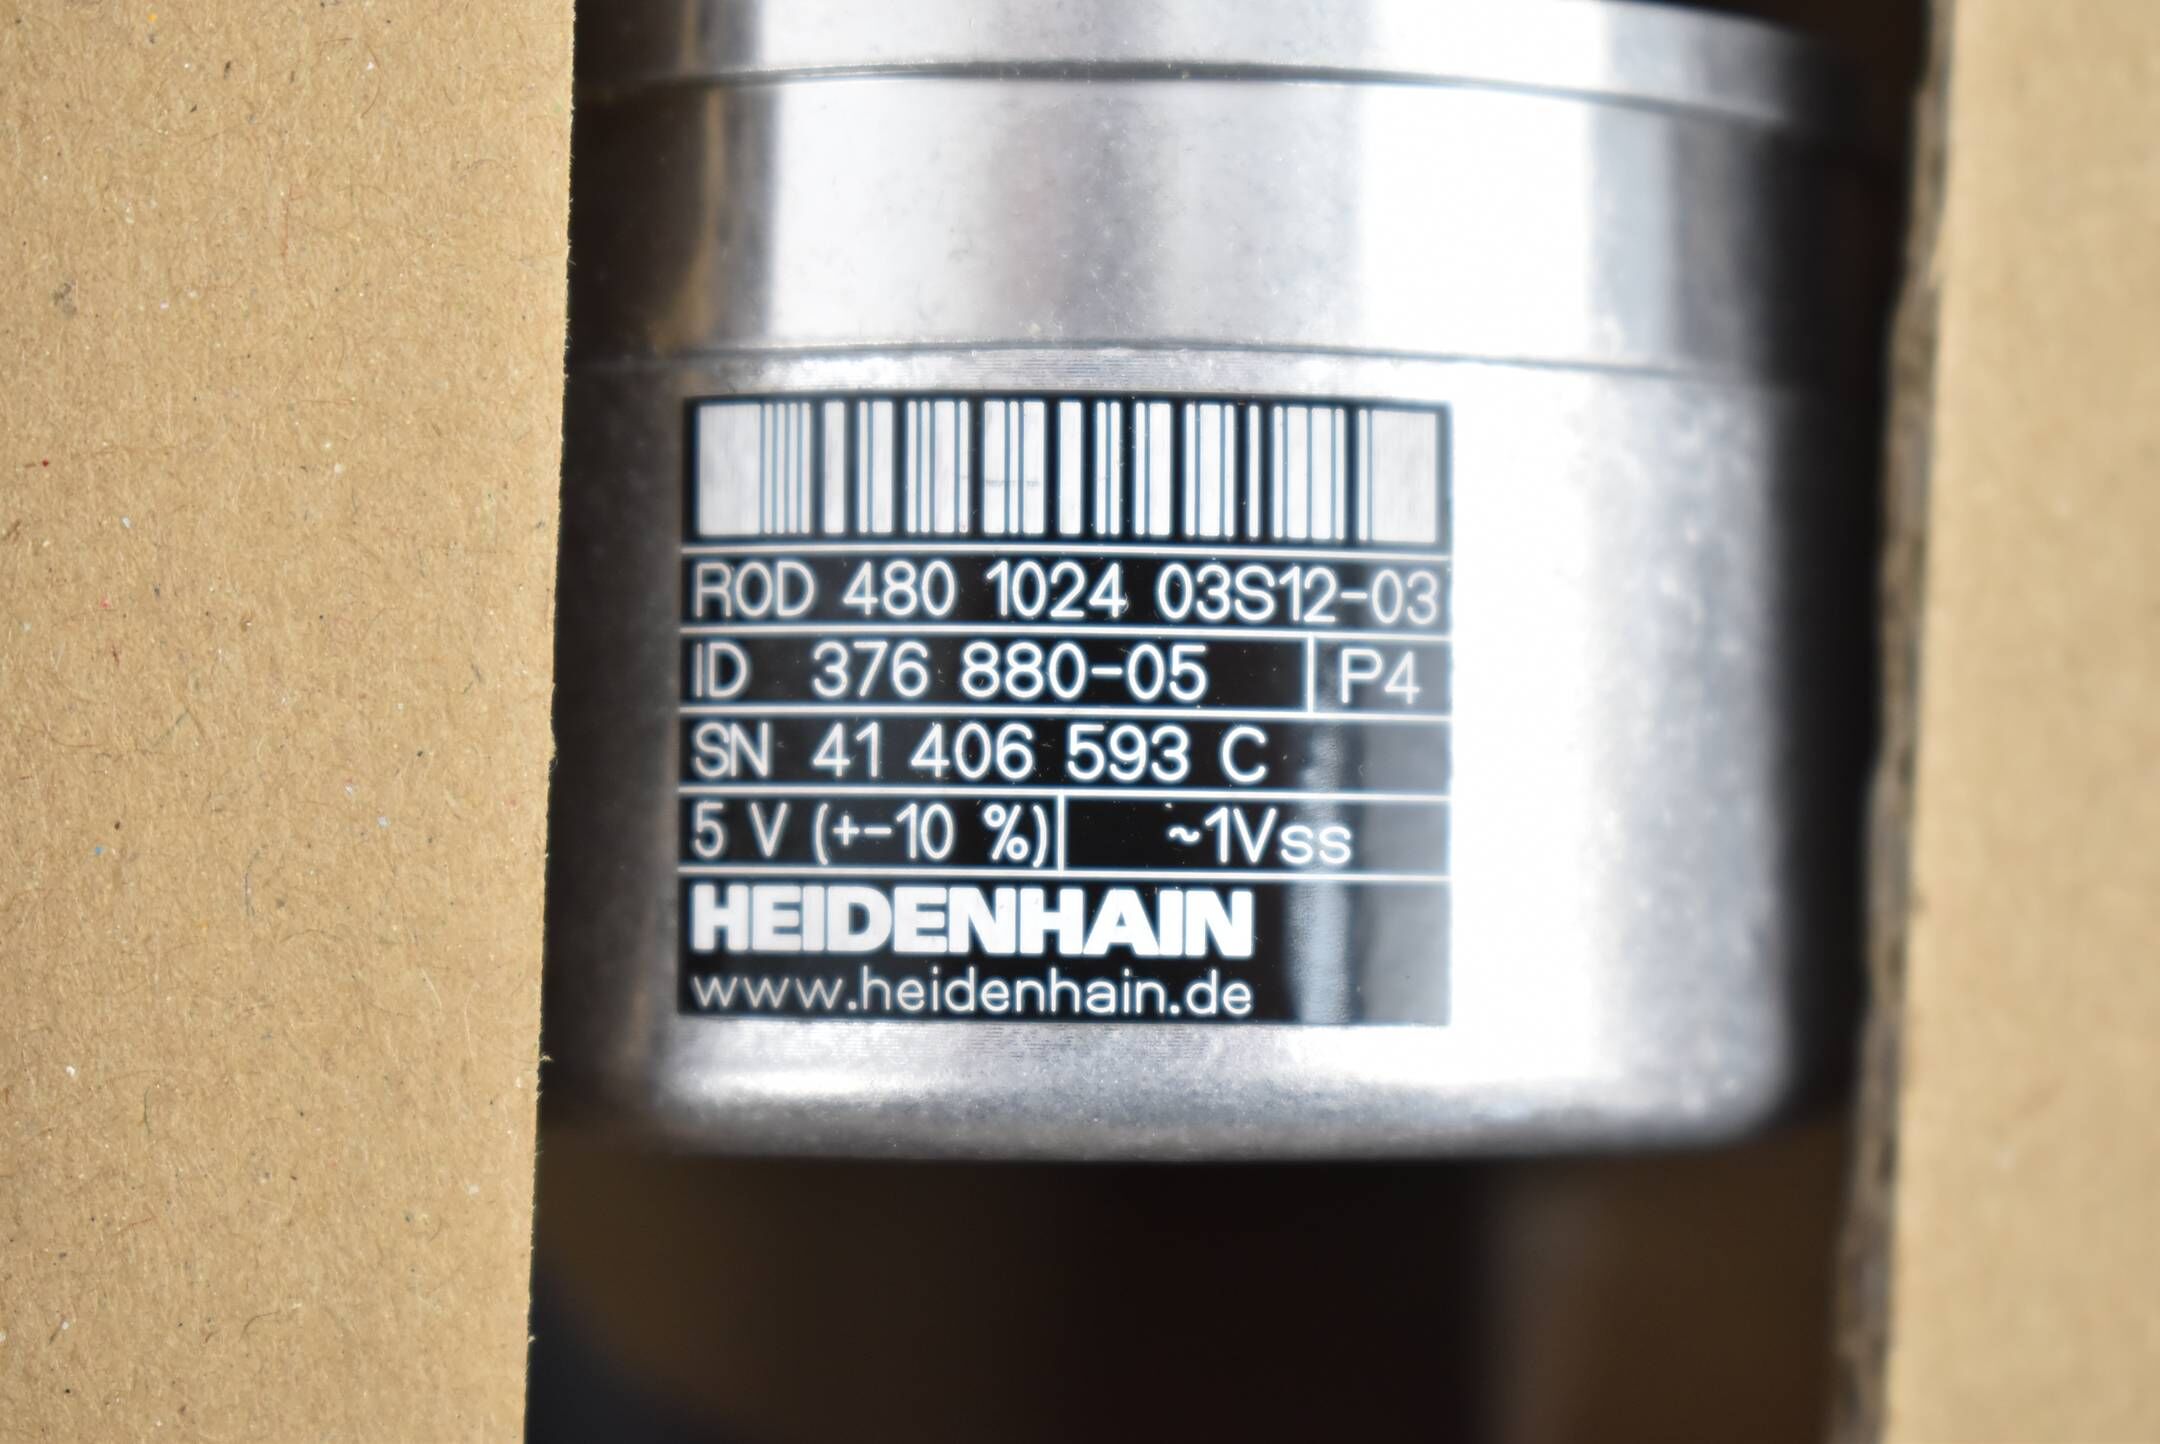 ROD 480 1024 03S12-03
ID 376 880-05 P4
SN 41 406 593 C
5 V (+-10 %) ~1Vss
HEIDENHAIN
www.heidenhain.de